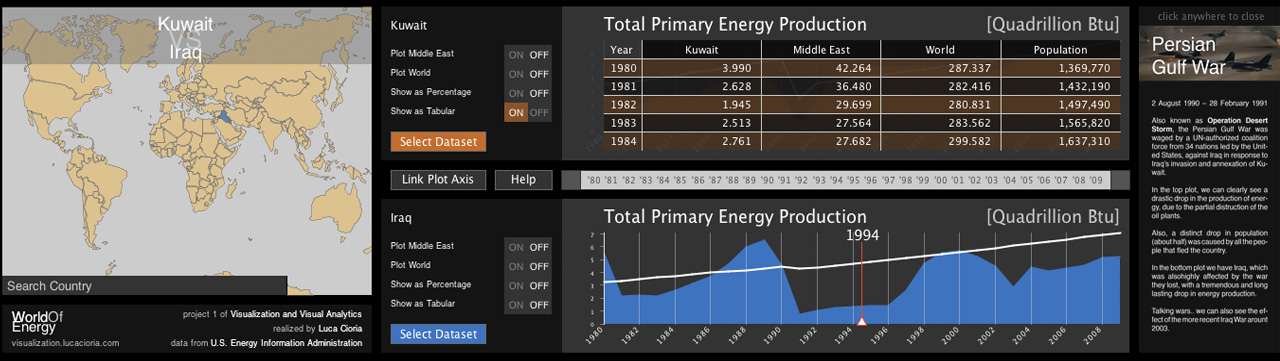 Kuwait
VS
Iraq
Search Country
WorldOf
Energy
visualization.lucacioria.com
project 1 of Visualization and Visual Analytics
realized by Luca Cioria
data from U.S. Energy Information Administration
Kuwait
Plot Middle East ON OFF
Plot World ON OFF
Show as Percentage ON OFF
Show as Tabular ON OFF
Select Dataset
Total Primary Energy Production [Quadrillion Btu]
Year Kuwait Middle East World Population
1980 3.990 42.264 287.337 1,369,770
1981 2.628 36.480 282.416 1,432,190
1982 1.945 29.699 280.831 1,497,490
1983 2.513 27.564 283.562 1,565,820
1984 2.761 27.682 299.582 1,637,310
Link Plot Axis Help
'80 '81 '82 '83 '84 '85 '86 '87 '88 '89 '90 '91 '92 '93 '94 '95 '96 '97 '98 '99 '00 '01 '02 '03 '04 '05 '06 '07 '08 '09
Iraq
Plot Middle East ON OFF
Plot World ON OFF
Show as Percentage ON OFF
Show as Tabular ON OFF
Select Dataset
Total Primary Energy Production [Quadrillion Btu]
1994
7
6
5
4
3
2
1
0
1980 1982 1984 1986 1988 1990 1992 1994 1996 1998 2000 2002 2004 2006 2008
click anywhere to close
Persian
Gulf War
2 August 1990 – 28 February 1991
Also known as Operation Desert
Storm, the Persian Gulf War was
waged by a UN-authorized coalition
force from 34 nations led by the Unit-
ed States, against Iraq in response to
Iraq's invasion and annexation of Ku-
wait.
In the top plot, we can clearly see a
drastic drop in the production of ener-
gy, due to the partial distruction of the
oil plants.
Also, a distinct drop in population
(about half) was caused by all the peo-
ple that fled the country.
In the bottom plot we have Iraq, which
was alsohighly affected by the war
they lost, with a tremendous and long
lasting drop in energy production.
Talking wars.. we can also see the ef-
fect of the more recent Iraq War around
2003.